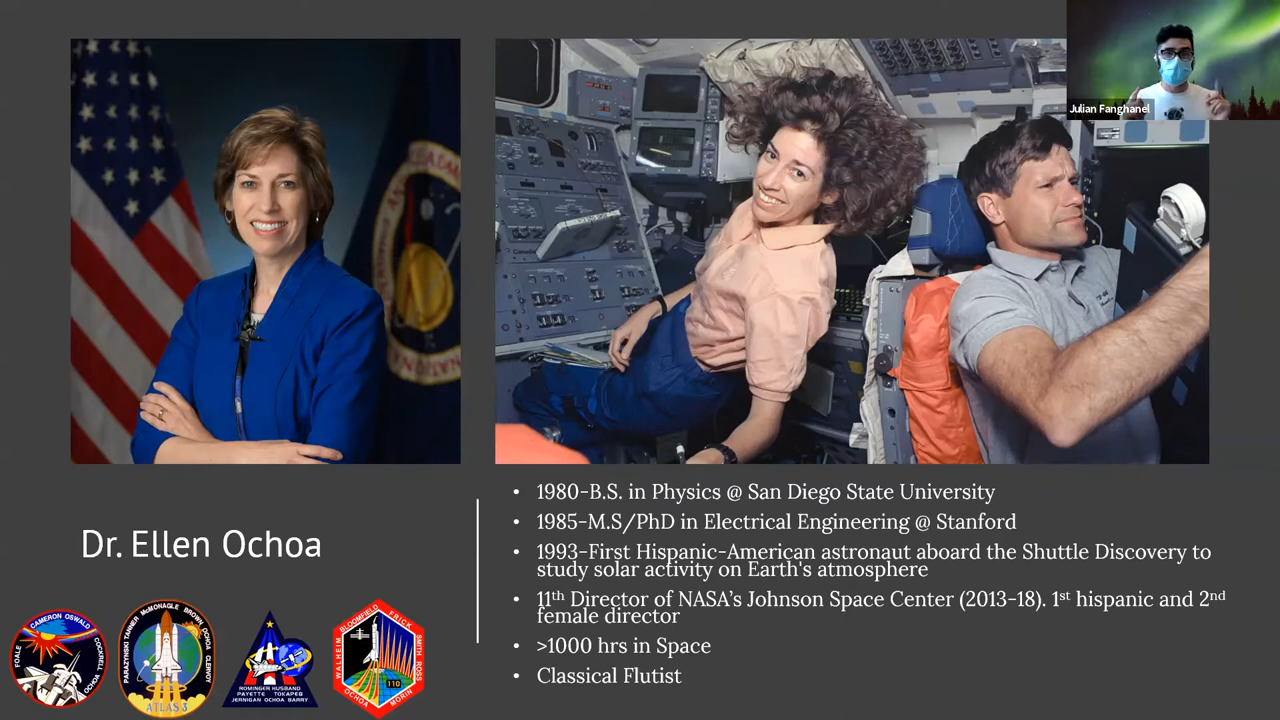 Julian Fanghanel
1980-B.S. in Physics @ San Diego State University
1985-M.S/PhD in Electrical Engineering @ Stanford
1993-First Hispanic-American astronaut aboard the Shuttle Discovery to
study solar activity on Earth's atmosphere
11th Director of NASA's Johnson Space Center (2013-18). 1st hispanic and 2nd
female director
>1000 hrs in Space
Classical Flutist
Dr. Ellen Ochoa
FOALE CAMERON OSWALD COCKRELL OCHOA
PARAZYNSKI TANNER McMONAGLE BROWN OCHOA CLERVOY
ATLAS 3
ROMINGER HUSBAND
PAYETTE TOKAREV
JERNIGAN OCHOA BARRY
WALHEIM BLOOMFIELD FRICK SMITH ROSS
110
OCHOA MORIN